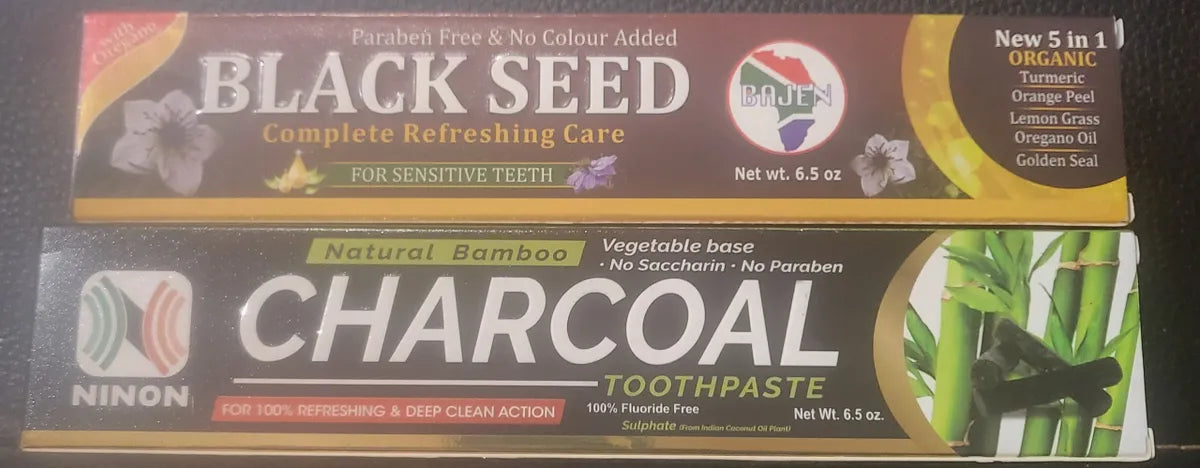 with
Oregano
Paraben Free & No Colour Added
BLACK SEED
Complete Refreshing Care
FOR SENSITIVE TEETH
BAJEN
Net wt. 6.5 oz
New 5 in 1
ORGANIC
Turmeric
Orange Peel
Lemon Grass
Oregano Oil
Golden Seal
NINON
Natural Bamboo
Vegetable base
· No Saccharin · No Paraben
CHARCOAL
TOOTHPASTE
FOR 100% REFRESHING & DEEP CLEAN ACTION
100% Fluoride Free
Sulphate (From Indian Coconut Oil Plant)
Net Wt. 6.5 oz.